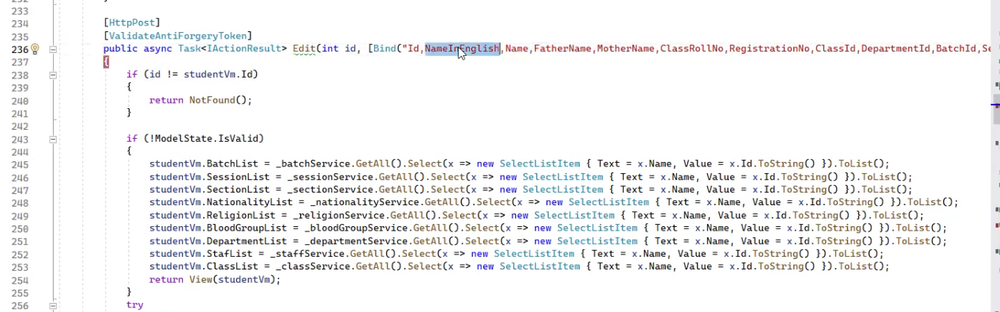 233
234 [HttpPost]
235 [ValidateAntiForgeryToken]
236 public async Task<IActionResult> Edit(int id, [Bind("Id,NameInEnglish,Name,FatherName,MotherName,ClassRollNo,RegistrationNo,ClassId,DepartmentId,BatchId,Se
237 {
238 if (id != studentVm.Id)
239 {
240 return NotFound();
241 }
242
243 if (!ModelState.IsValid)
244 {
245 studentVm.BatchList = _batchService.GetAll().Select(x => new SelectListItem { Text = x.Name, Value = x.Id.ToString() }).ToList();
246 studentVm.SessionList = _sessionService.GetAll().Select(x => new SelectListItem { Text = x.Name, Value = x.Id.ToString() }).ToList();
247 studentVm.SectionList = _sectionService.GetAll().Select(x => new SelectListItem { Text = x.Name, Value = x.Id.ToString() }).ToList();
248 studentVm.NationalityList = _nationalityService.GetAll().Select(x => new SelectListItem { Text = x.Name, Value = x.Id.ToString() }).ToList();
249 studentVm.ReligionList = _religionService.GetAll().Select(x => new SelectListItem { Text = x.Name, Value = x.Id.ToString() }).ToList();
250 studentVm.BloodGroupList = _bloodGroupService.GetAll().Select(x => new SelectListItem { Text = x.Name, Value = x.Id.ToString() }).ToList();
251 studentVm.DepartmentList = _departmentService.GetAll().Select(x => new SelectListItem { Text = x.Name, Value = x.Id.ToString() }).ToList();
252 studentVm.StafList = _staffService.GetAll().Select(x => new SelectListItem { Text = x.Name, Value = x.Id.ToString() }).ToList();
253 studentVm.ClassList = _classService.GetAll().Select(x => new SelectListItem { Text = x.Name, Value = x.Id.ToString() }).ToList();
254 return View(studentVm);
255 }
256 try